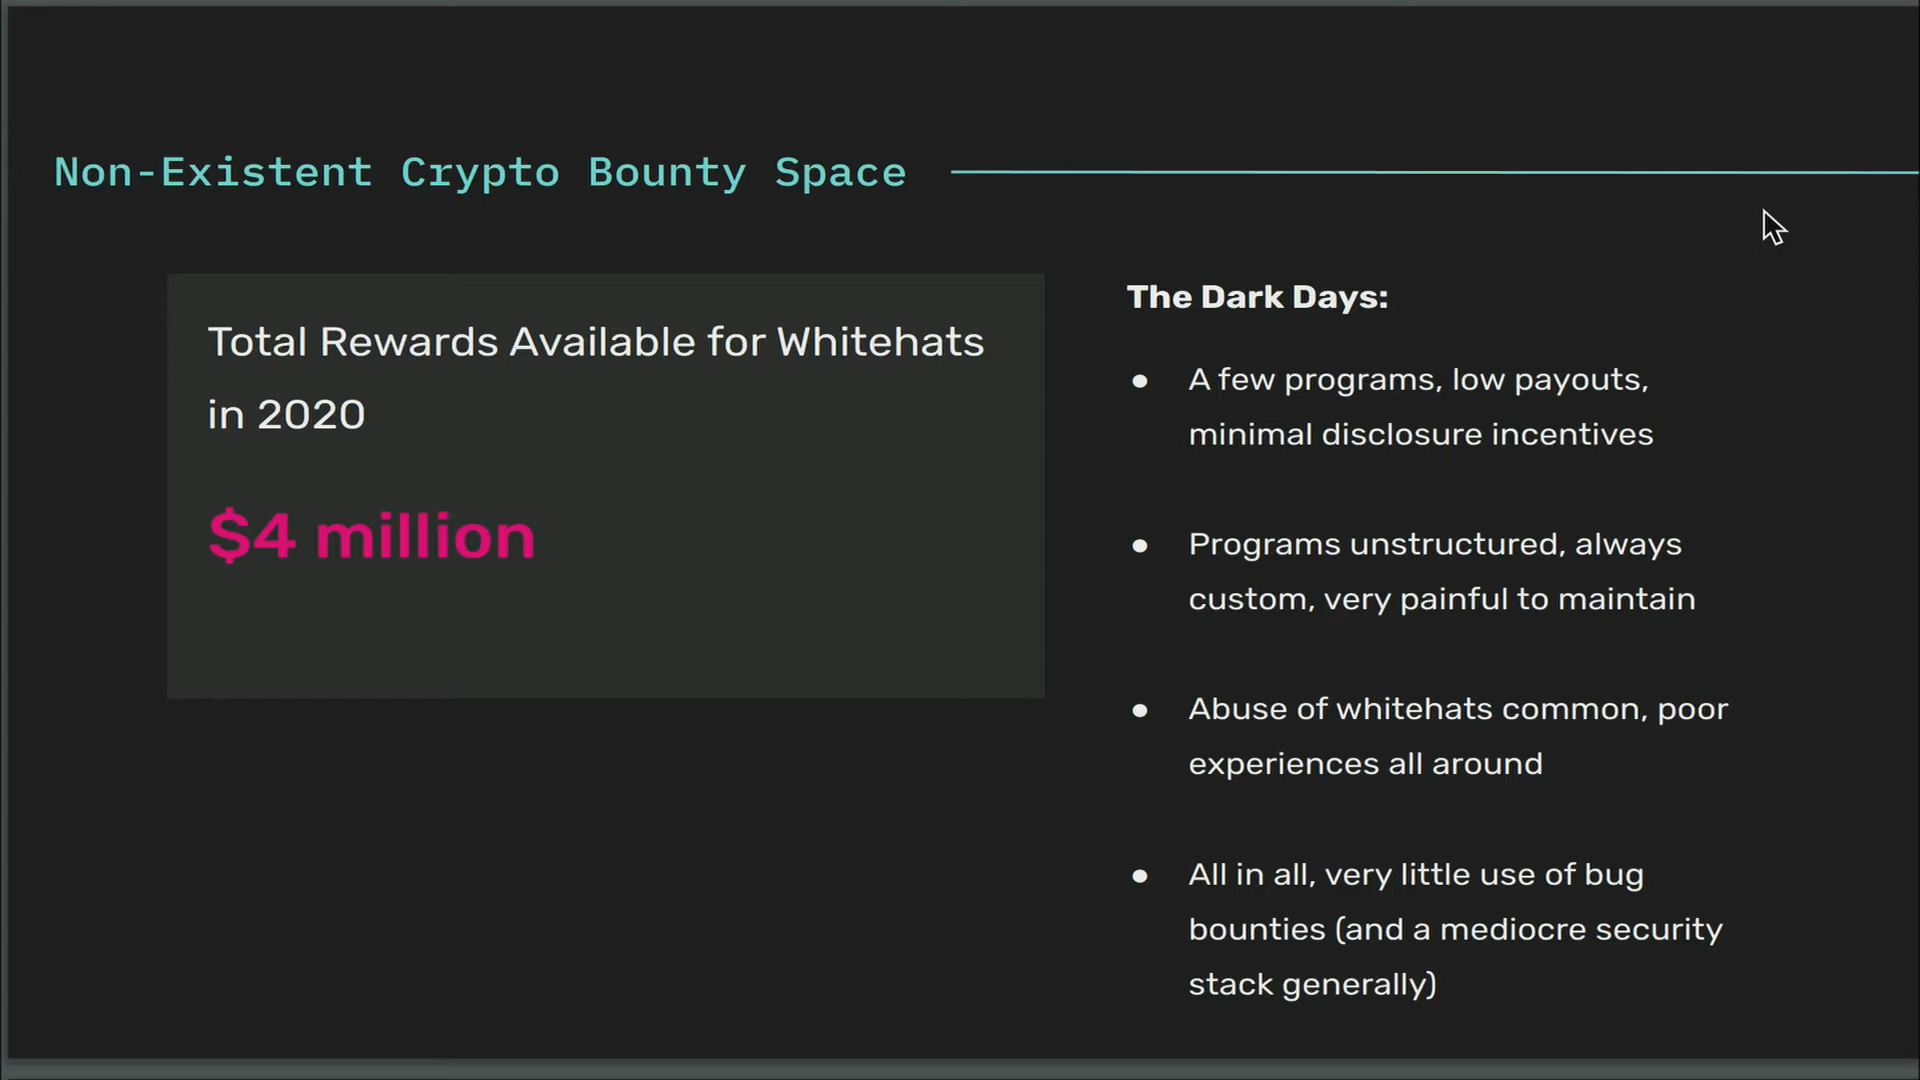 Non-Existent Crypto Bounty Space
Total Rewards Available for Whitehats
in 2020
$4 million
The Dark Days:
● A few programs, low payouts,
minimal disclosure incentives
● Programs unstructured, always
custom, very painful to maintain
● Abuse of whitehats common, poor
experiences all around
● All in all, very little use of bug
bounties (and a mediocre security
stack generally)